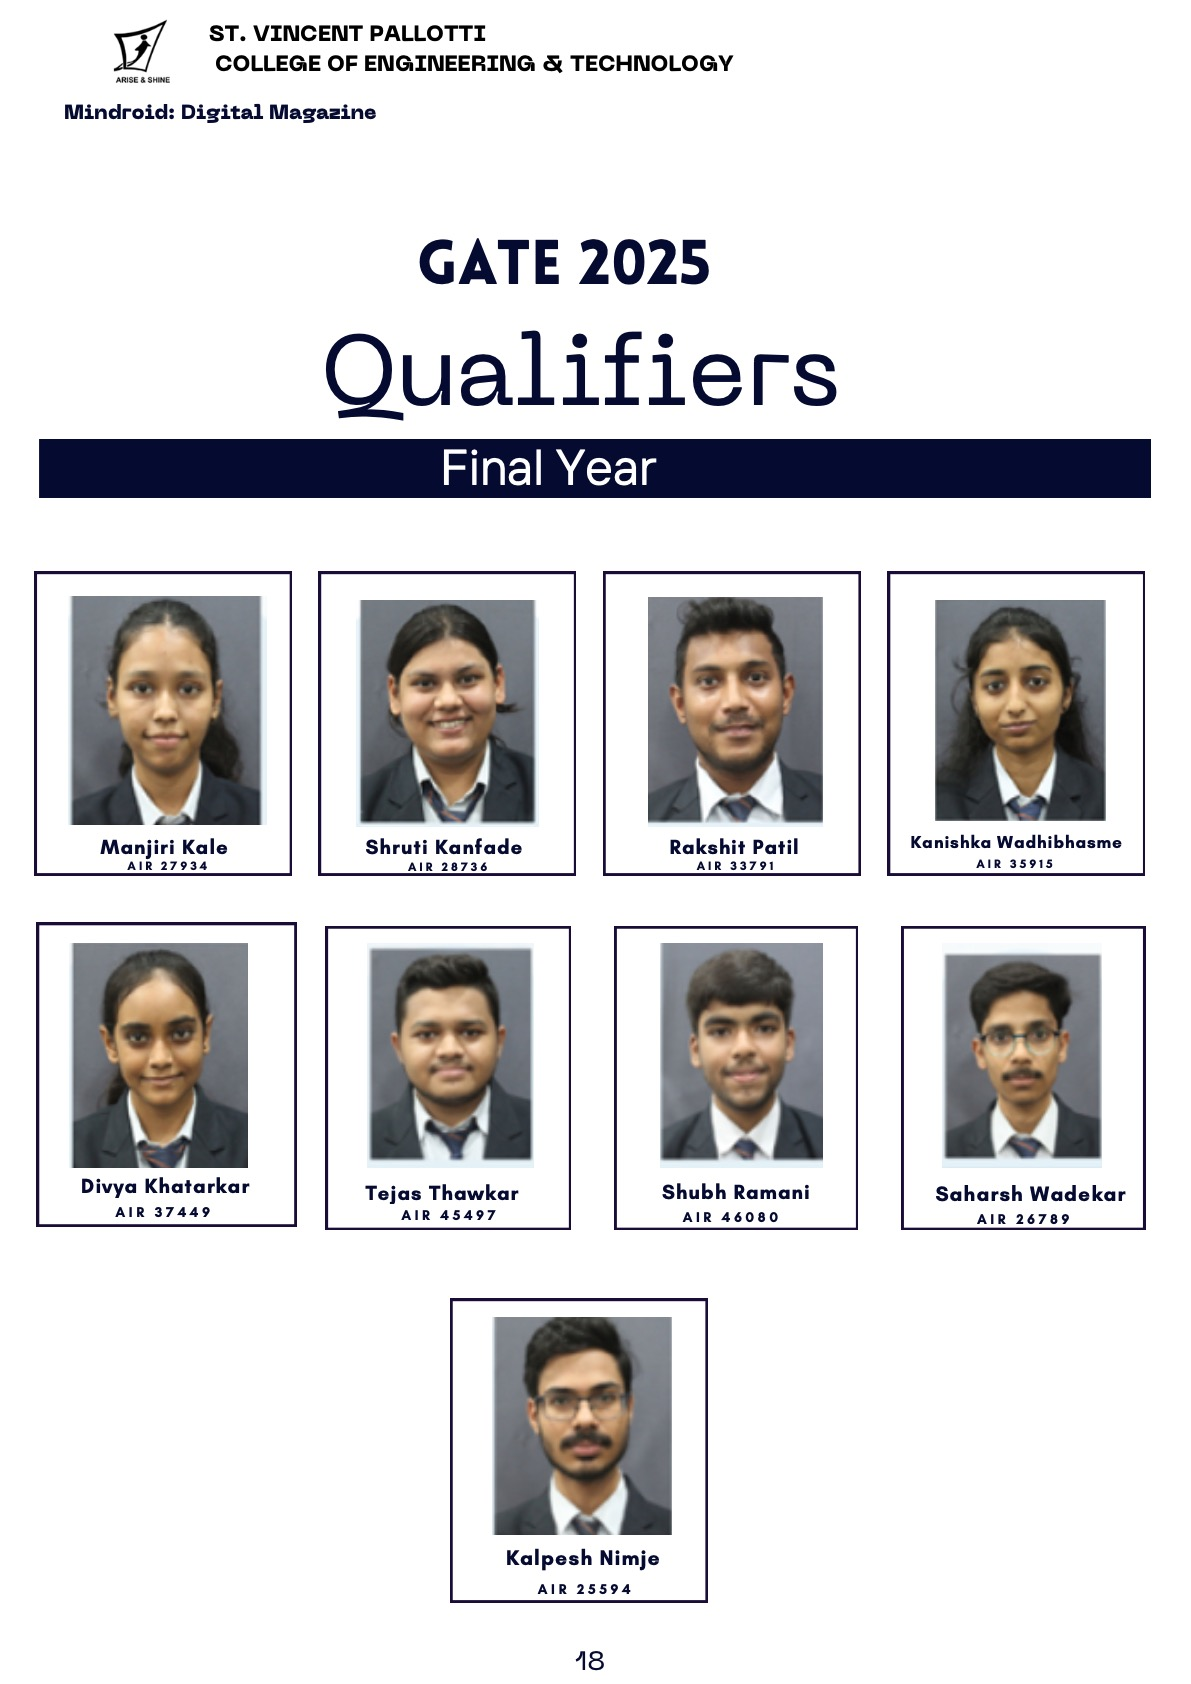 ARISE & SHINE
ST. VINCENT PALLOTTI
COLLEGE OF ENGINEERING & TECHNOLOGY
Mindroid: Digital Magazine
GATE 2025
Qualifiers
Final Year
Manjiri Kale
AIR 27934
Shruti Kanfade
AIR 28736
Rakshit Patil
AIR 33791
Kanishka Wadhibhasme
AIR 35915
Divya Khatarkar
AIR 37449
Tejas Thawkar
AIR 45497
Shubh Ramani
AIR 46080
Saharsh Wadekar
AIR 26789
Kalpesh Nimje
AIR 25594
18